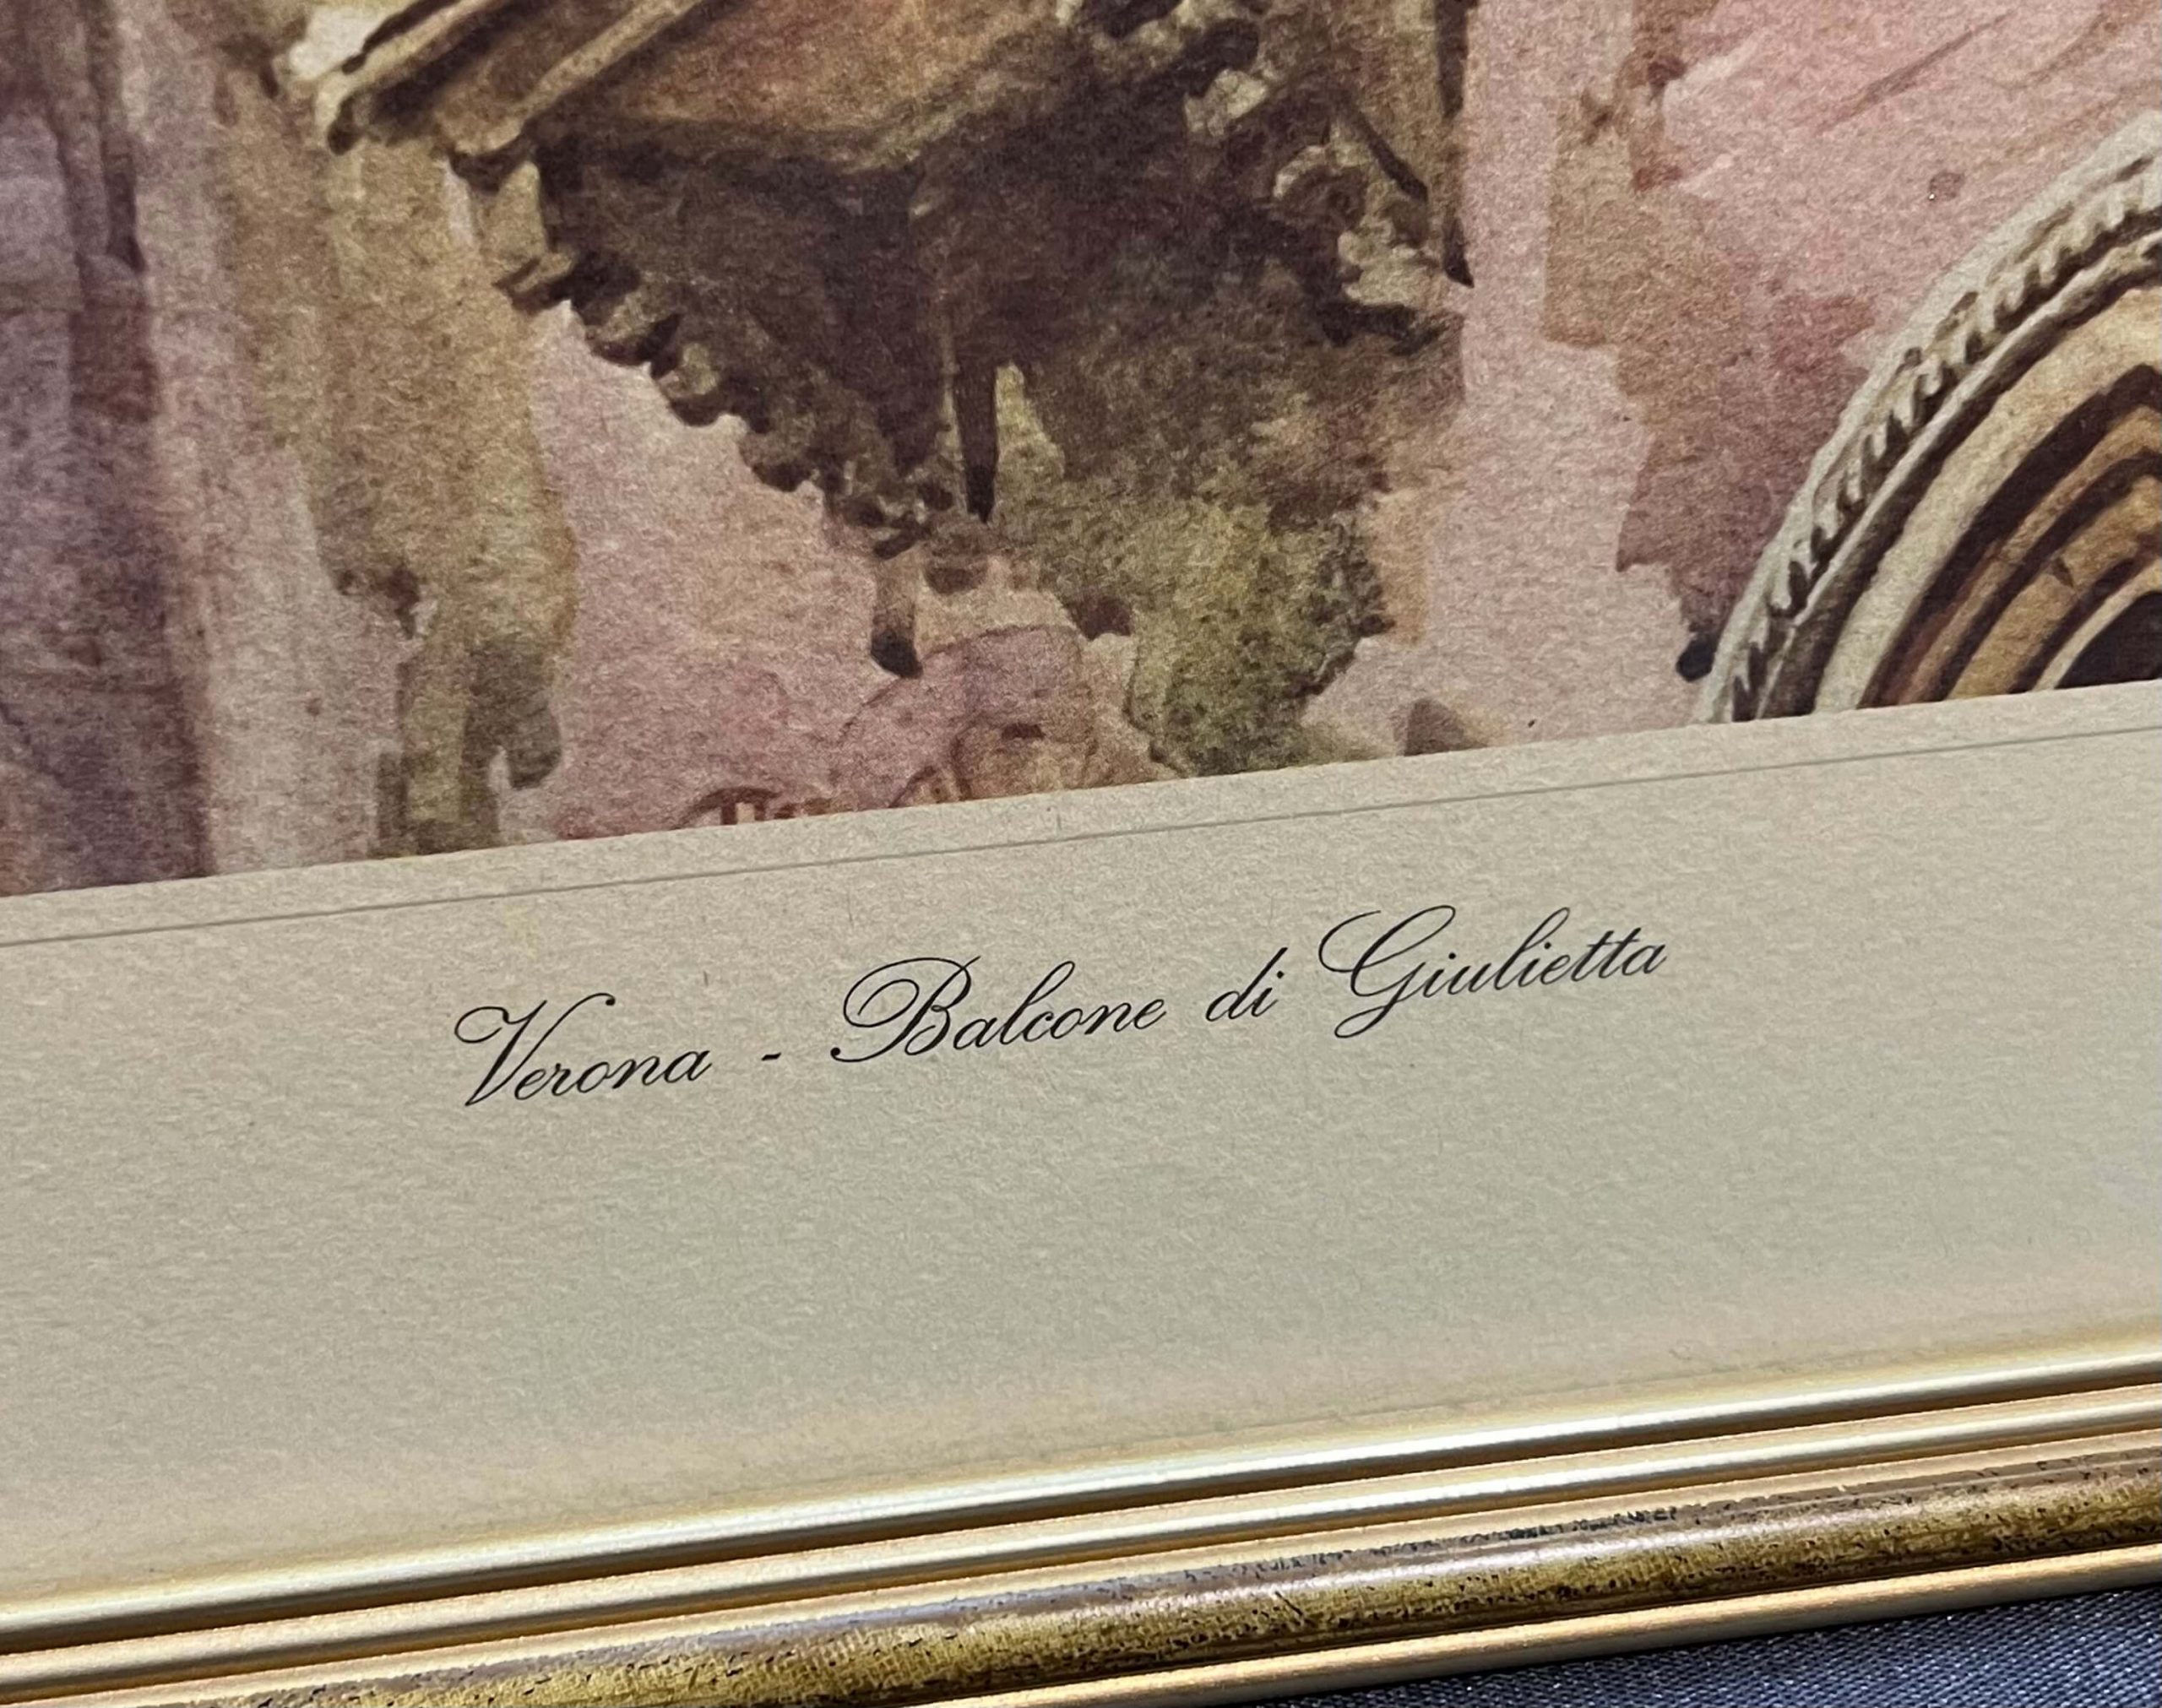 Verona - Balcone di Giulietta